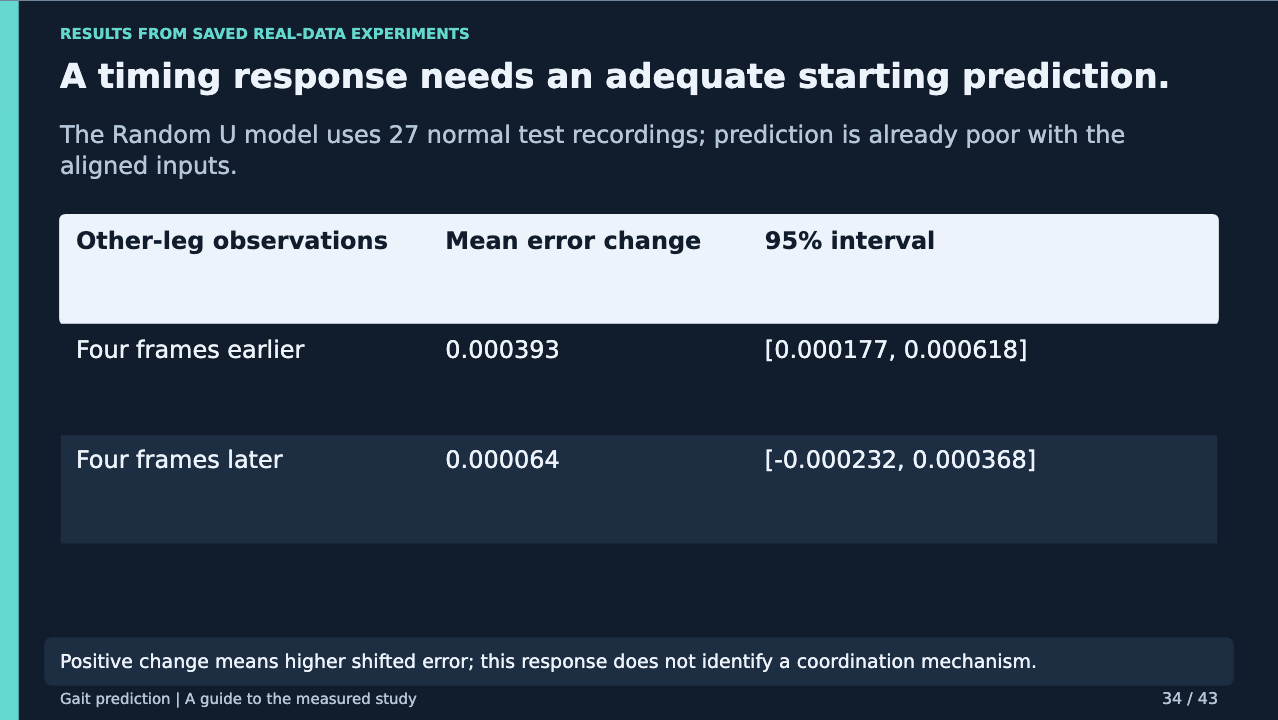 RESULTS FROM SAVED REAL-DATA EXPERIMENTS
A timing response needs an adequate starting prediction.
The Random U model uses 27 normal test recordings; prediction is already poor with the
aligned inputs.
Other-leg observations Mean error change 95% interval
Four frames earlier 0.000393 [0.000177, 0.000618]
Four frames later 0.000064 [-0.000232, 0.000368]
Positive change means higher shifted error; this response does not identify a coordination mechanism.
Gait prediction | A guide to the measured study 34 / 43